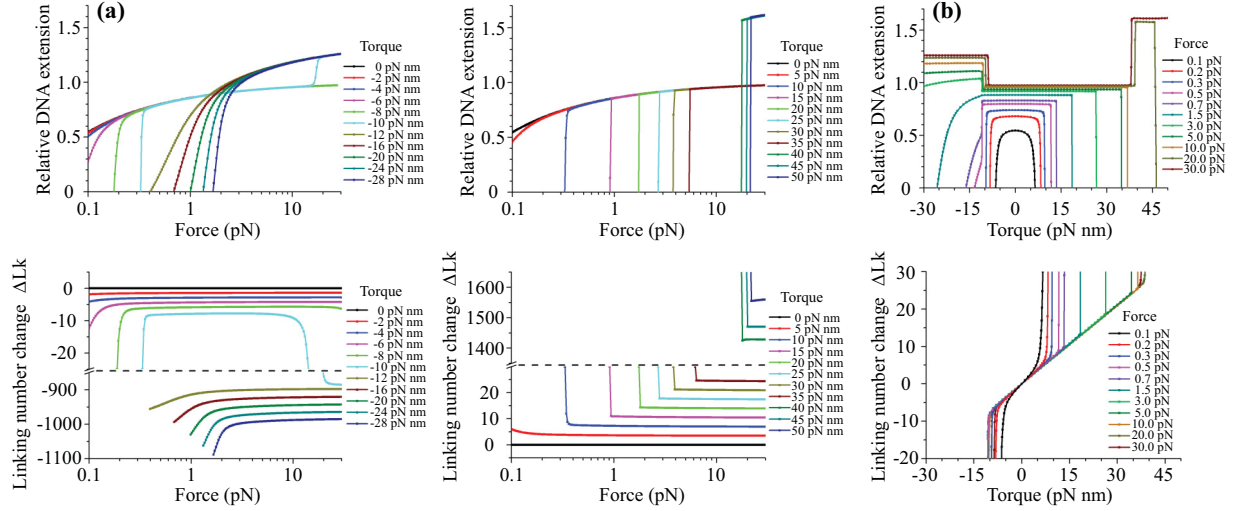 (a)
Relative DNA extension
1.5
1.0
0.5
0
0.1
1
10
Force (pN)
Torque
0 pN nm
-2 pN nm
-4 pN nm
-6 pN nm
-8 pN nm
-10 pN nm
-12 pN nm
-16 pN nm
-20 pN nm
-24 pN nm
-28 pN nm
Relative DNA extension
1.5
1.0
0.5
0
0.1
1
10
Force (pN)
Torque
0 pN nm
5 pN nm
10 pN nm
15 pN nm
20 pN nm
25 pN nm
30 pN nm
35 pN nm
40 pN nm
45 pN nm
50 pN nm
(b)
Relative DNA extension
1.5
1.0
0.5
0
-30
-15
0
15
30
45
Torque (pN nm)
Force
0.1 pN
0.2 pN
0.3 pN
0.5 pN
0.7 pN
1.5 pN
3.0 pN
5.0 pN
10.0 pN
20.0 pN
30.0 pN
Linking number change ΔLk
0
-10
-20
-900
-1000
-1100
0.1
1
10
Force (pN)
Torque
0 pN nm
-2 pN nm
-4 pN nm
-6 pN nm
-8 pN nm
-10 pN nm
-12 pN nm
-16 pN nm
-20 pN nm
-24 pN nm
-28 pN nm
Linking number change ΔLk
1600
1500
1400
20
10
0
0.1
1
10
Force (pN)
Torque
0 pN nm
5 pN nm
10 pN nm
15 pN nm
20 pN nm
25 pN nm
30 pN nm
35 pN nm
40 pN nm
45 pN nm
50 pN nm
Linking number change ΔLk
30
20
10
0
-10
-20
-30
-15
0
15
30
45
Torque (pN nm)
Force
0.1 pN
0.2 pN
0.3 pN
0.5 pN
0.7 pN
1.5 pN
3.0 pN
5.0 pN
10.0 pN
20.0 pN
30.0 pN